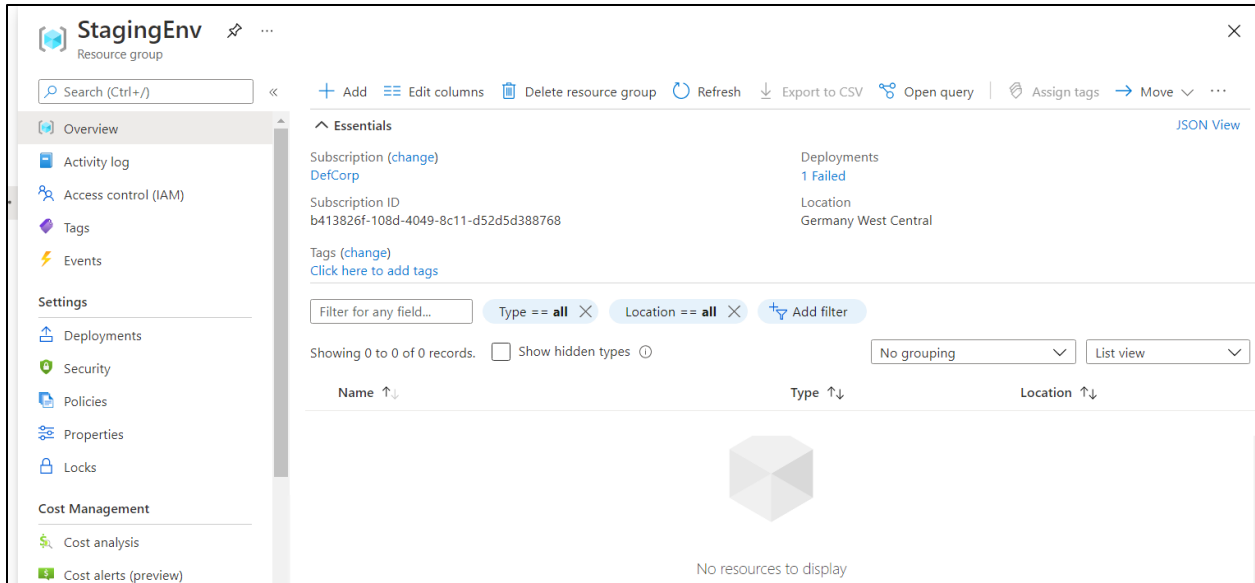 StagingEnv
Resource group
Search (Ctrl+/)
Overview
Activity log
Access control (IAM)
Tags
Events
Settings
Deployments
Security
Policies
Properties
Locks
Cost Management
Cost analysis
Cost alerts (preview)
Add Edit columns Delete resource group Refresh Export to CSV Open query Assign tags Move
Essentials JSON View
Subscription (change)
DefCorp
Subscription ID
b413826f-108d-4049-8c11-d52d5d388768
Deployments
1 Failed
Location
Germany West Central
Tags (change)
Click here to add tags
Filter for any field... Type == all Location == all Add filter
Showing 0 to 0 of 0 records. Show hidden types No grouping List view
Name Type Location
No resources to display